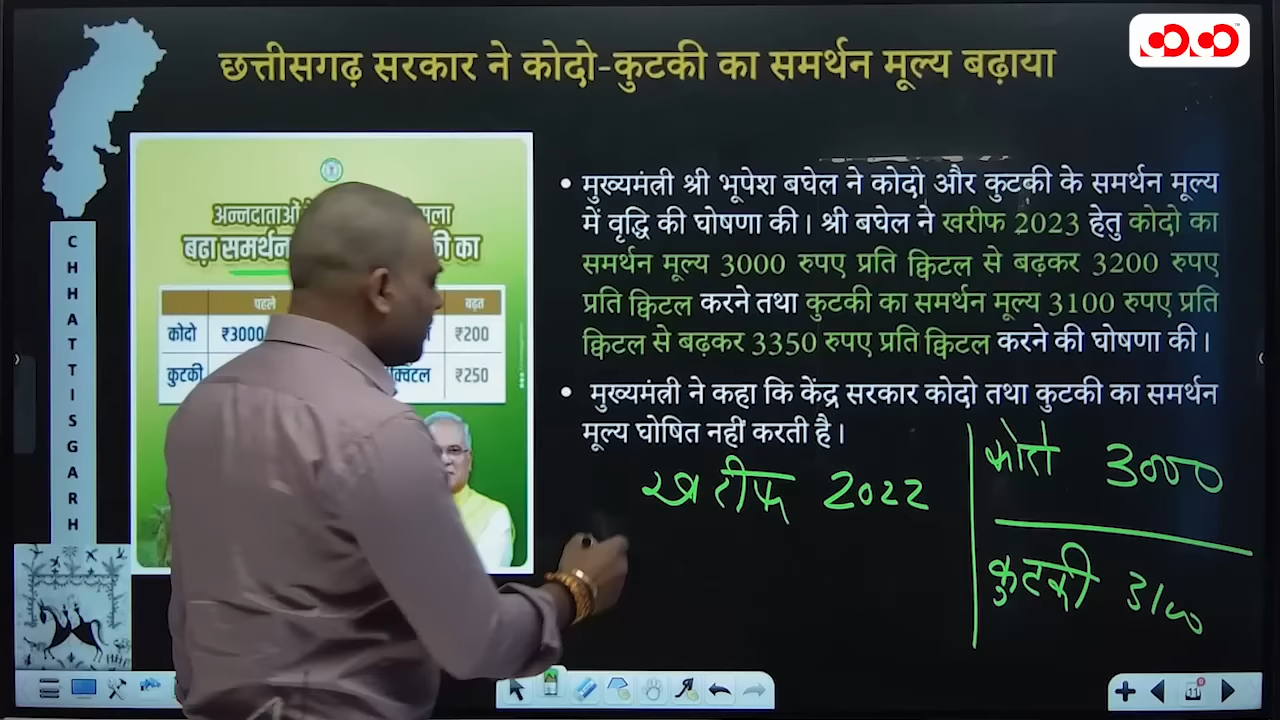 छत्तीसगढ़ सरकार ने कोदो-कुटकी का समर्थन मूल्य बढ़ाया
CHHATTISGARH
अन्नदाताओं
बढ़ा समर्थन की का
पहले बढ़त
कोदो ₹3000 ₹200
कुटकी क्विंटल ₹250
• मुख्यमंत्री श्री भूपेश बघेल ने कोदो और कुटकी के समर्थन मूल्य
में वृद्धि की घोषणा की। श्री बघेल ने खरीफ 2023 हेतु कोदो का
समर्थन मूल्य 3000 रुपए प्रति क्विटल से बढ़कर 3200 रुपए
प्रति क्विटल करने तथा कुटकी का समर्थन मूल्य 3100 रुपए प्रति
क्विटल से बढ़कर 3350 रुपए प्रति क्विटल करने की घोषणा की।
• मुख्यमंत्री ने कहा कि केंद्र सरकार कोदो तथा कुटकी का समर्थन
मूल्य घोषित नहीं करती है।
खरीफ 2022
3000
कुटकी 3100
11